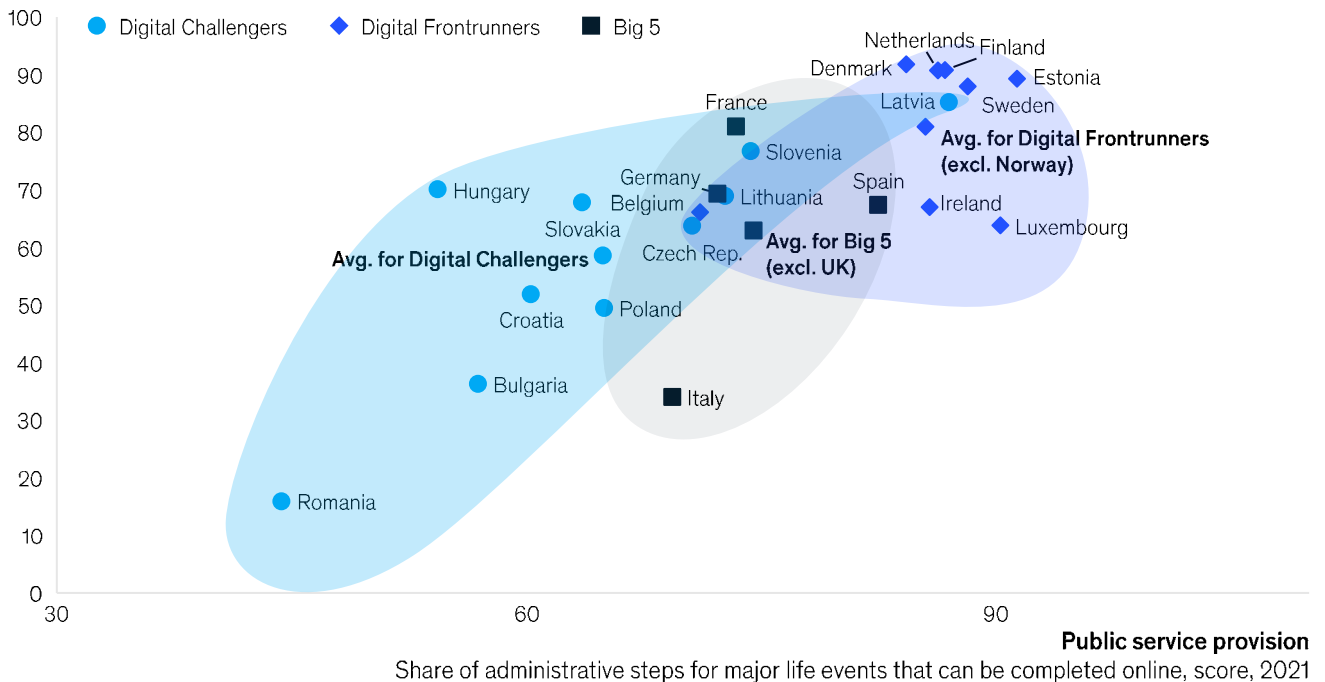 100
Digital Challengers
Digital Frontrunners
Big 5
90
80
70
60
50
40
30
20
10
0
Netherlands
Finland
Denmark
Estonia
France
Latvia
Sweden
Avg. for Digital Frontrunners
(excl. Norway)
Slovenia
Germany
Spain
Hungary
Belgium
Lithuania
Ireland
Slovakia
Luxembourg
Avg. for Digital Challengers
Czech Rep.
Avg. for Big 5
(excl. UK)
Croatia
Poland
Bulgaria
Italy
Romania
30
60
90
Public service provision
Share of administrative steps for major life events that can be completed online, score, 2021